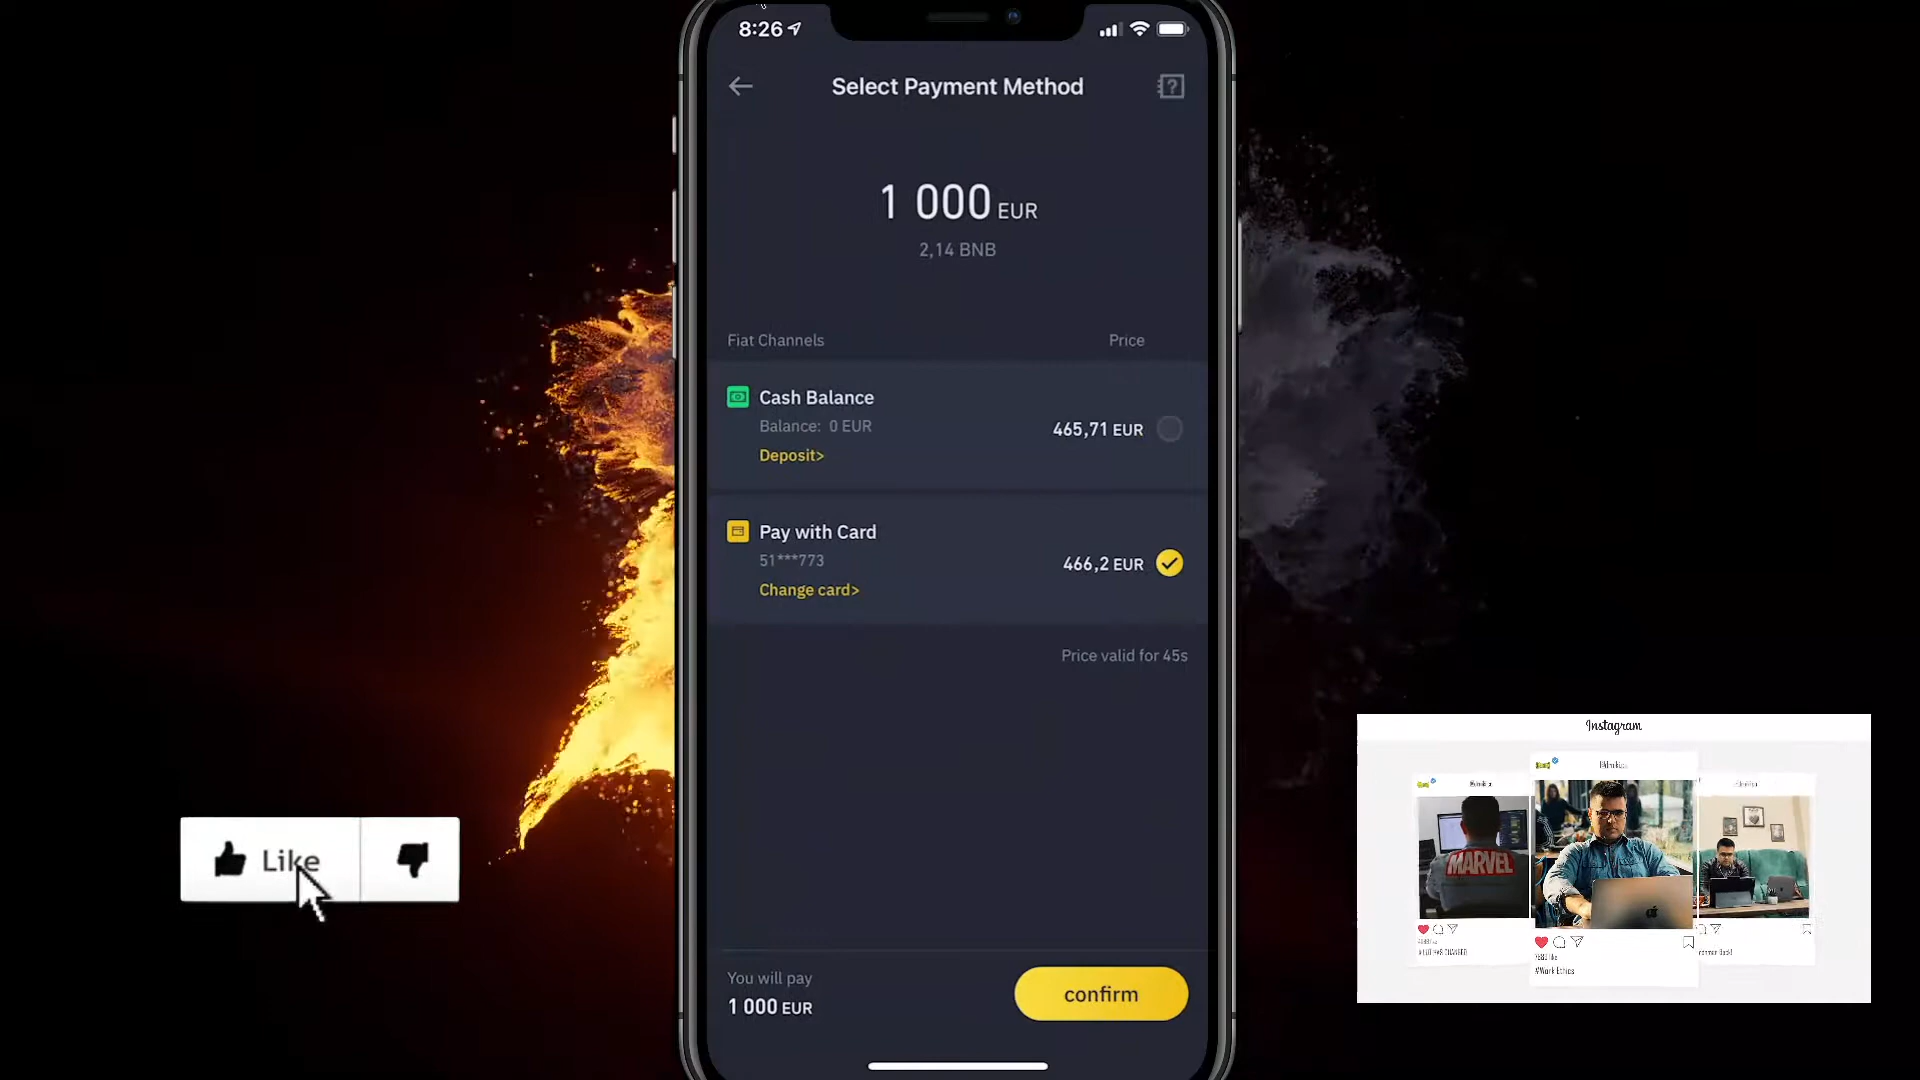 8:26
Select Payment Method
1 000 EUR
2,14 BNB
Fiat Channels
Price
Cash Balance
Balance: 0 EUR
465,71 EUR
Deposit>
Pay with Card
51***773
466,2 EUR
Change card>
Price valid for 45s
You will pay
1 000 EUR
confirm
Like
Instagram
MARVEL
#Work Ethics